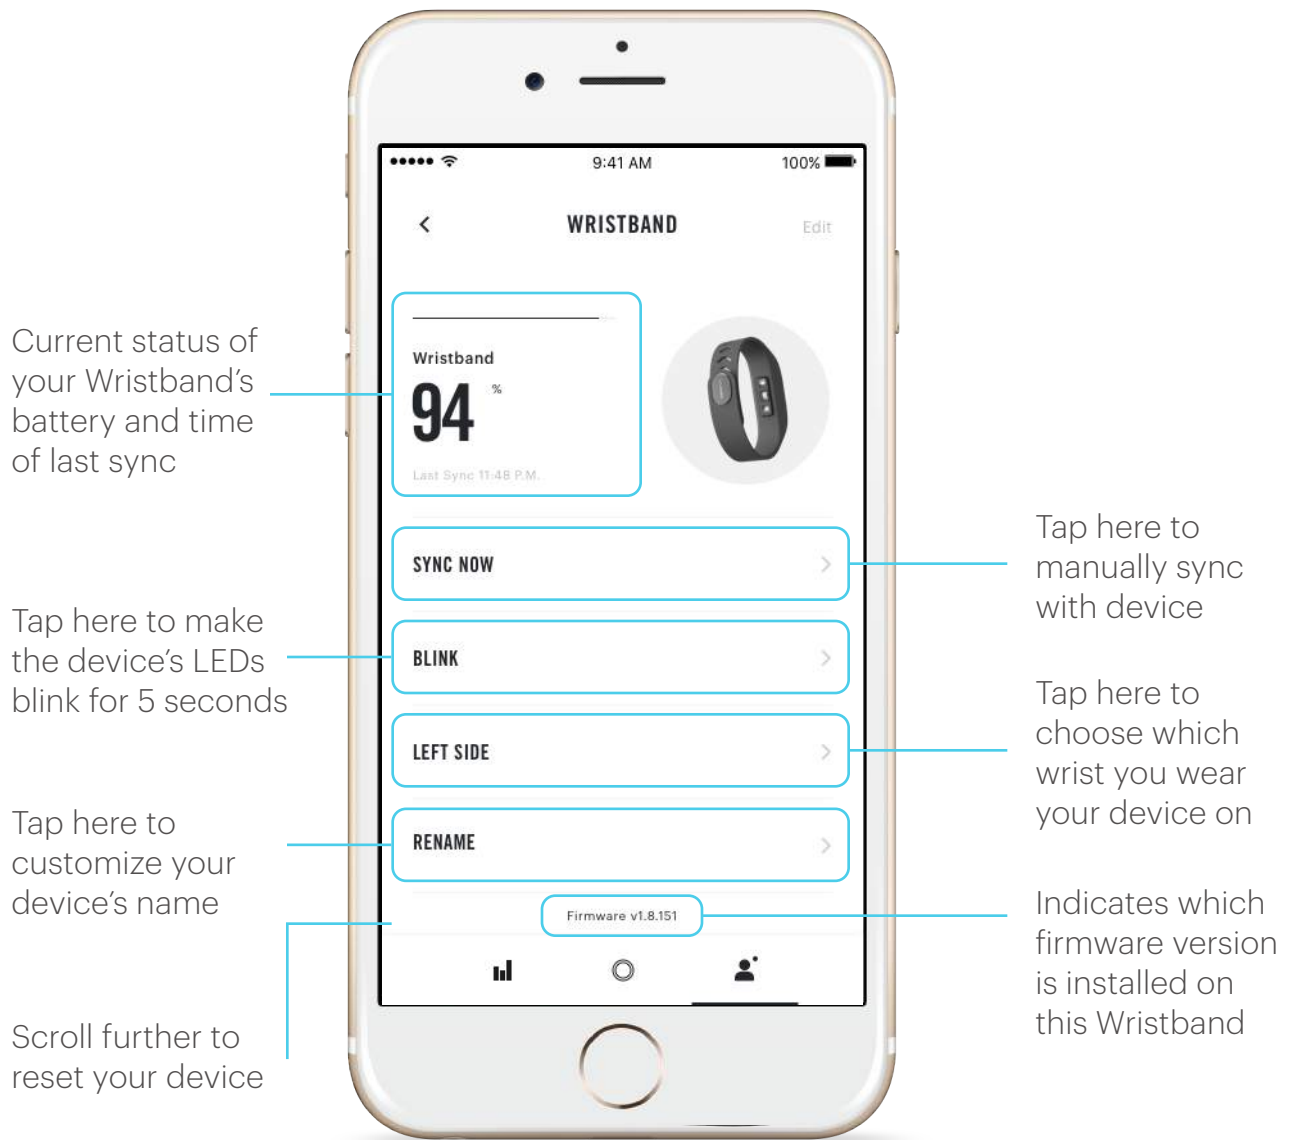 9:41 AM
100%
WRISTBAND
Edit
Current status of
your Wristband’s
battery and time
of last sync
Wristband
94 %
Last Sync 11:48 P.M.
SYNC NOW
Tap here to
manually sync
with device
Tap here to make
the device’s LEDs
blink for 5 seconds
BLINK
LEFT SIDE
Tap here to
choose which
wrist you wear
your device on
Tap here to
customize your
device’s name
RENAME
Firmware v1.8.151
Indicates which
firmware version
is installed on
this Wristband
Scroll further to
reset your device